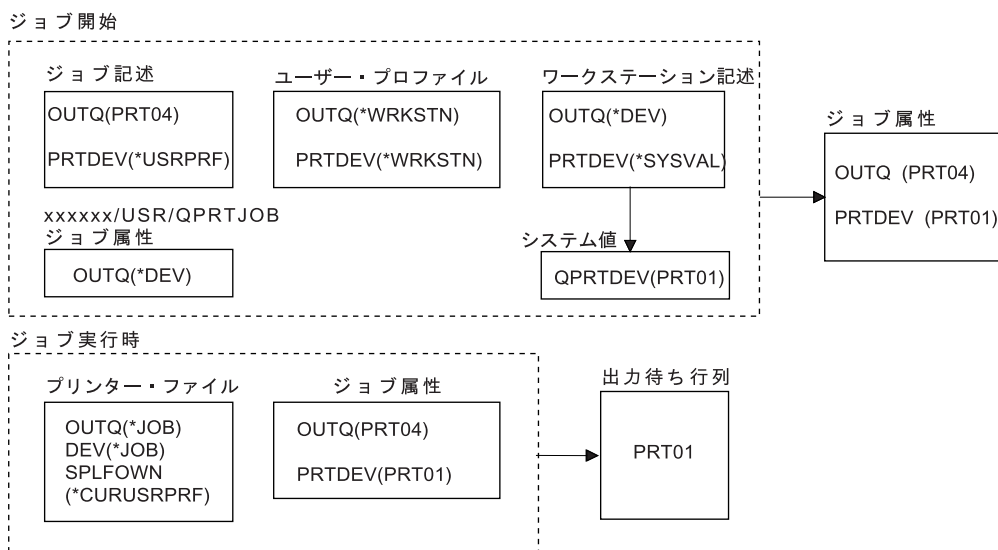 ジョブ開始
ジョブ記述
OUTQ(PRT04)
PRTDEV(*USRPRF)
ユーザー・プロファイル
OUTQ(*WRKSTN)
PRTDEV(*WRKSTN)
ワークステーション記述
OUTQ(*DEV)
PRTDEV(*SYSVAL)
ジョブ属性
OUTQ (PRT04)
PRTDEV (PRT01)
xxxxxx/USR/QPRTJOB
ジョブ属性
OUTQ(*DEV)
システム値
QPRTDEV(PRT01)
ジョブ実行時
プリンター・ファイル
OUTQ(*JOB)
DEV(*JOB)
SPLFOWN
(*CURUSRPRF)
ジョブ属性
OUTQ(PRT04)
PRTDEV(PRT01)
出力待ち行列
PRT01